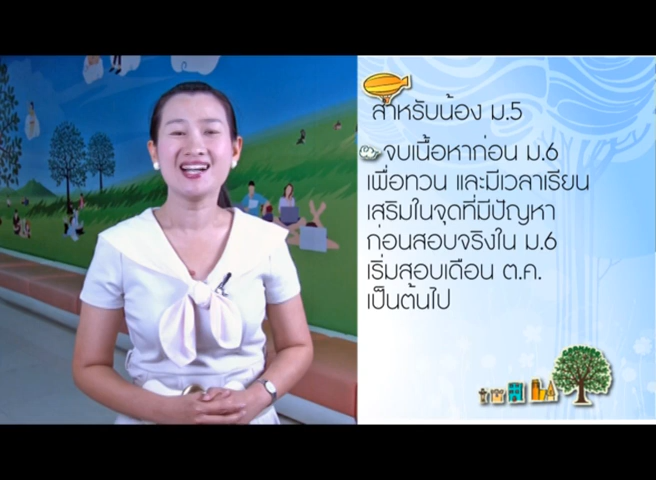 สำหรับน้อง ม.5
จบเนื้อหาก่อน ม.6
เพื่อทวน และมีเวลาเรียน
เสริมในจุดที่มีปัญหา
ก่อนสอบจริงใน ม.6
เริ่มสอบเดือน ต.ค.
เป็นต้นไป